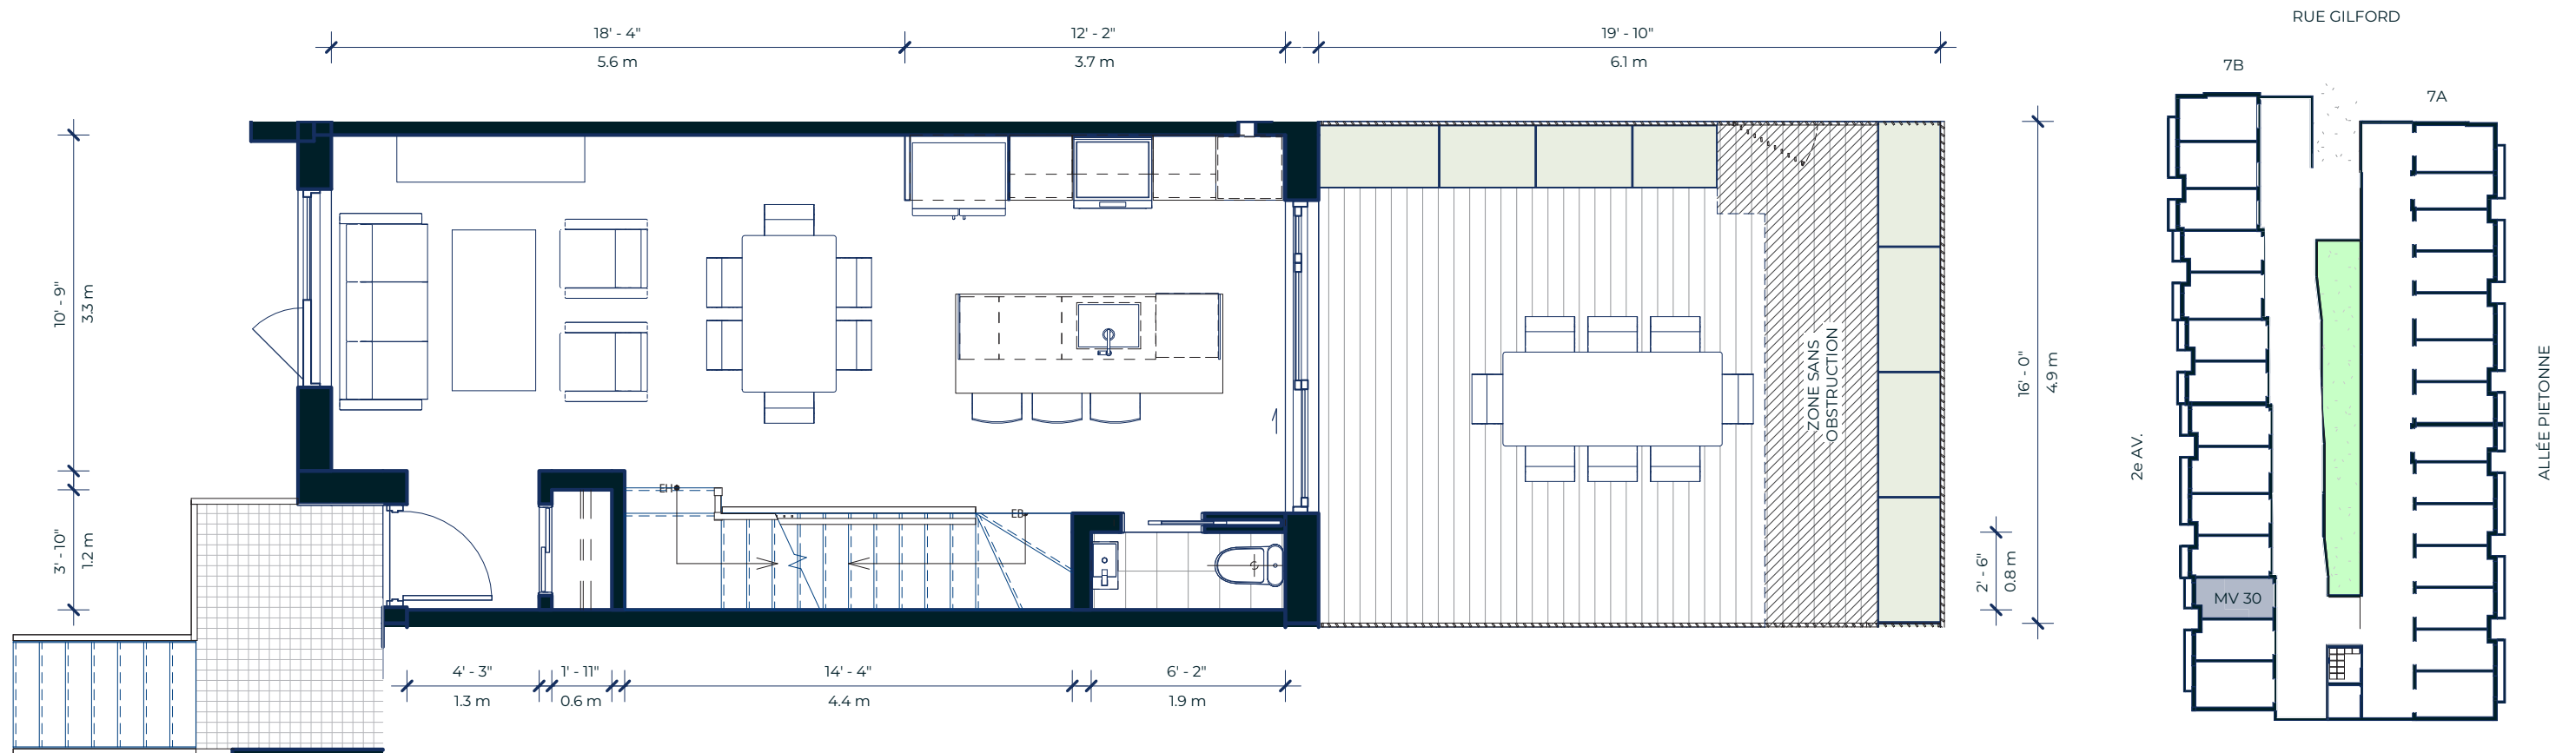 RUE GILFORD
18' - 4"
12' - 2"
19' - 10"
5.6 m
3.7 m
6.1 m
7B
7A
10' - 9"
3.3 m
3' - 10"
1.2 m
EH
EB
ZONE SANS
OBSTRUCTION
16' - 0"
4.9 m
2' - 6"
0.8 m
2e AV.
ALLÉE PIETONNE
MV 30
4' - 3"
1' - 11"
14' - 4"
6' - 2"
1.3 m
0.6 m
4.4 m
1.9 m